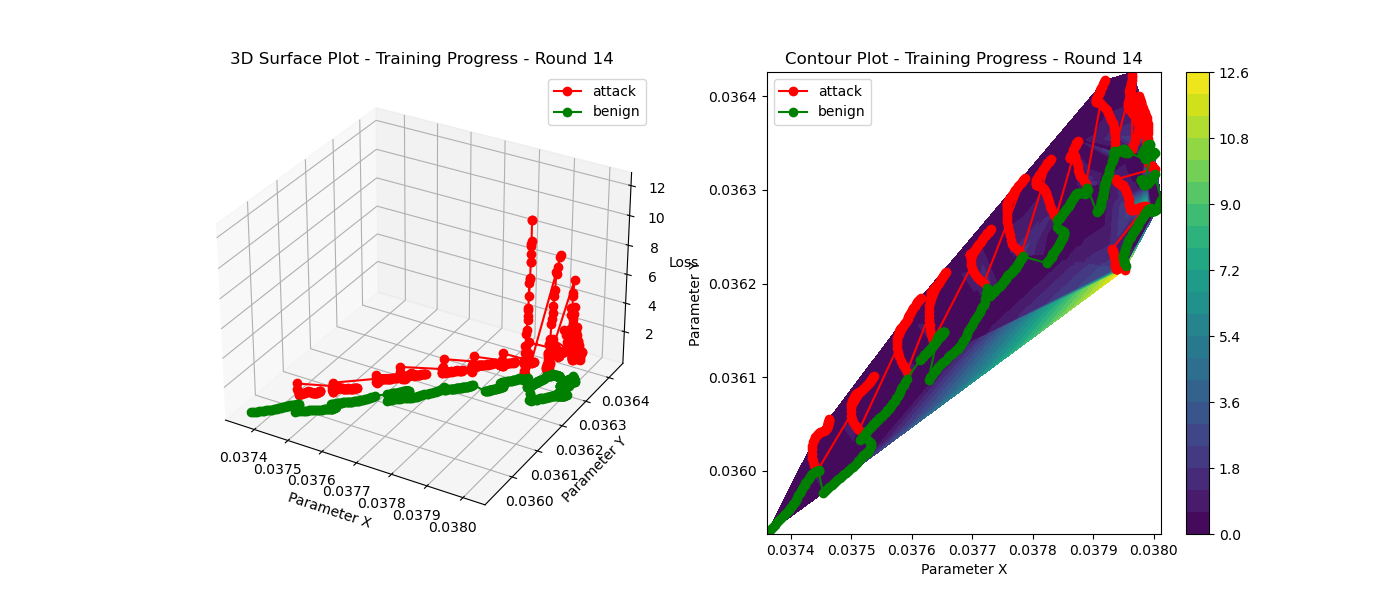 3D Surface Plot - Training Progress - Round 14
attack
benign
12
10
8
6
4
2
Loss
0.0364
0.0363
0.0362
0.0361
0.0360
Parameter Y
0.0374
0.0375
0.0376
0.0377
0.0378
0.0379
0.0380
Parameter X
Contour Plot - Training Progress - Round 14
attack
benign
0.0364
0.0363
0.0362
0.0361
0.0360
Parameter Y
0.0374 0.0375 0.0376 0.0377 0.0378 0.0379 0.0380
Parameter X
12.6
10.8
9.0
7.2
5.4
3.6
1.8
0.0